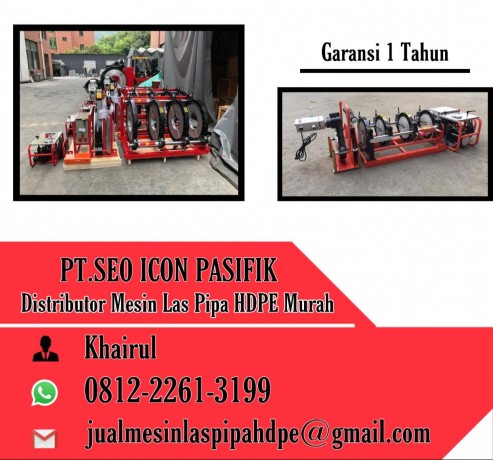 Garansi 1 Tahun
PT.SEO ICON PASIFIK
Distributor Mesin Las Pipa HDPE Murah
Khairul
0812-2261-3199
jualmesinlaspipahdpe@gmail.com